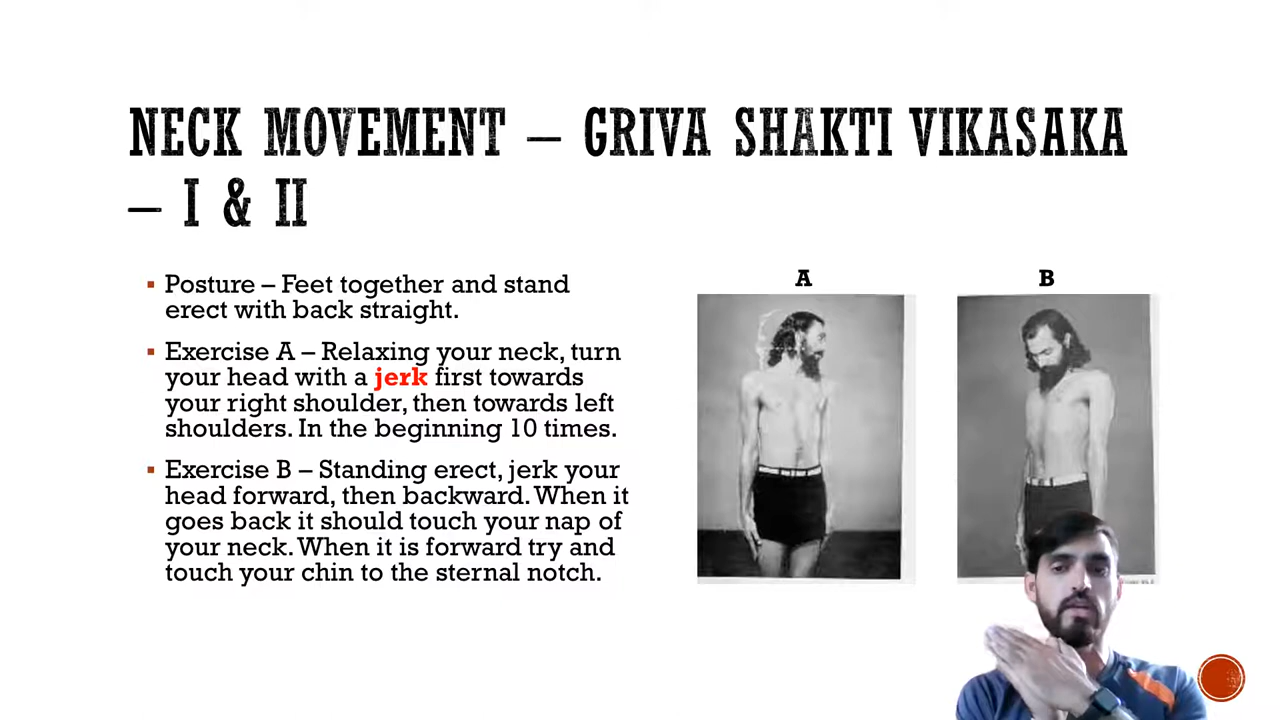 NECK MOVEMENT – GRIVA SHAKTI VIKASAKA
– I & II
▪ Posture – Feet together and stand
erect with back straight.
▪ Exercise A – Relaxing your neck, turn
your head with a jerk first towards
your right shoulder, then towards left
shoulders. In the beginning 10 times.
▪ Exercise B – Standing erect, jerk your
head forward, then backward. When it
goes back it should touch your nap of
your neck. When it is forward try and
touch your chin to the sternal notch.
A
B